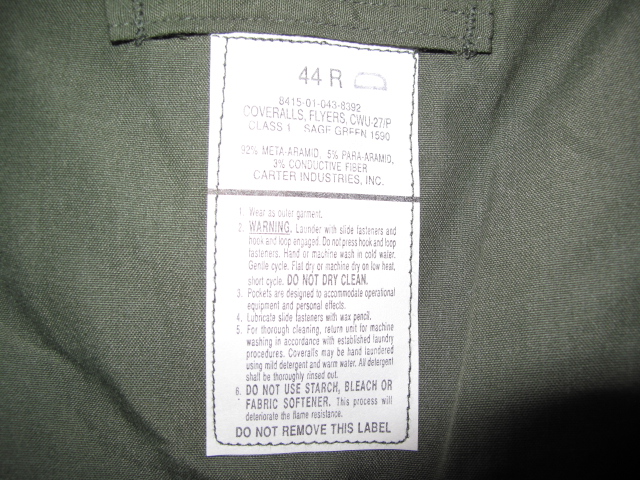 44 R
8415-01-043-8392
COVERALLS, FLYERS, CWU-27/P
CLASS 1 SAGE GREEN 1590
92% META-ARAMID, 5% PARA-ARAMID,
3% CONDUCTIVE FIBER
CARTER INDUSTRIES, INC.
1. Wear as outer garment.
2. WARNING. Launder with slide fasteners and
hook and loop engaged. Do not press hook and loop
fasteners. Hand or machine wash in cold water.
Gentle cycle. Flat dry or machine dry on low heat,
short cycle. DO NOT DRY CLEAN.
3. Pockets are designed to accommodate operational
equipment and personal effects.
4. Lubricate slide fasteners with wax pencil.
5. For thorough cleaning, return unit for machine
washing in accordance with established laundry
procedures. Coveralls may be hand laundered
using mild detergent and warm water. All detergent
shall be thoroughly rinsed out.
6. DO NOT USE STARCH, BLEACH OR
FABRIC SOFTENER. This process will
deteriorate the flame resistance.
DO NOT REMOVE THIS LABEL